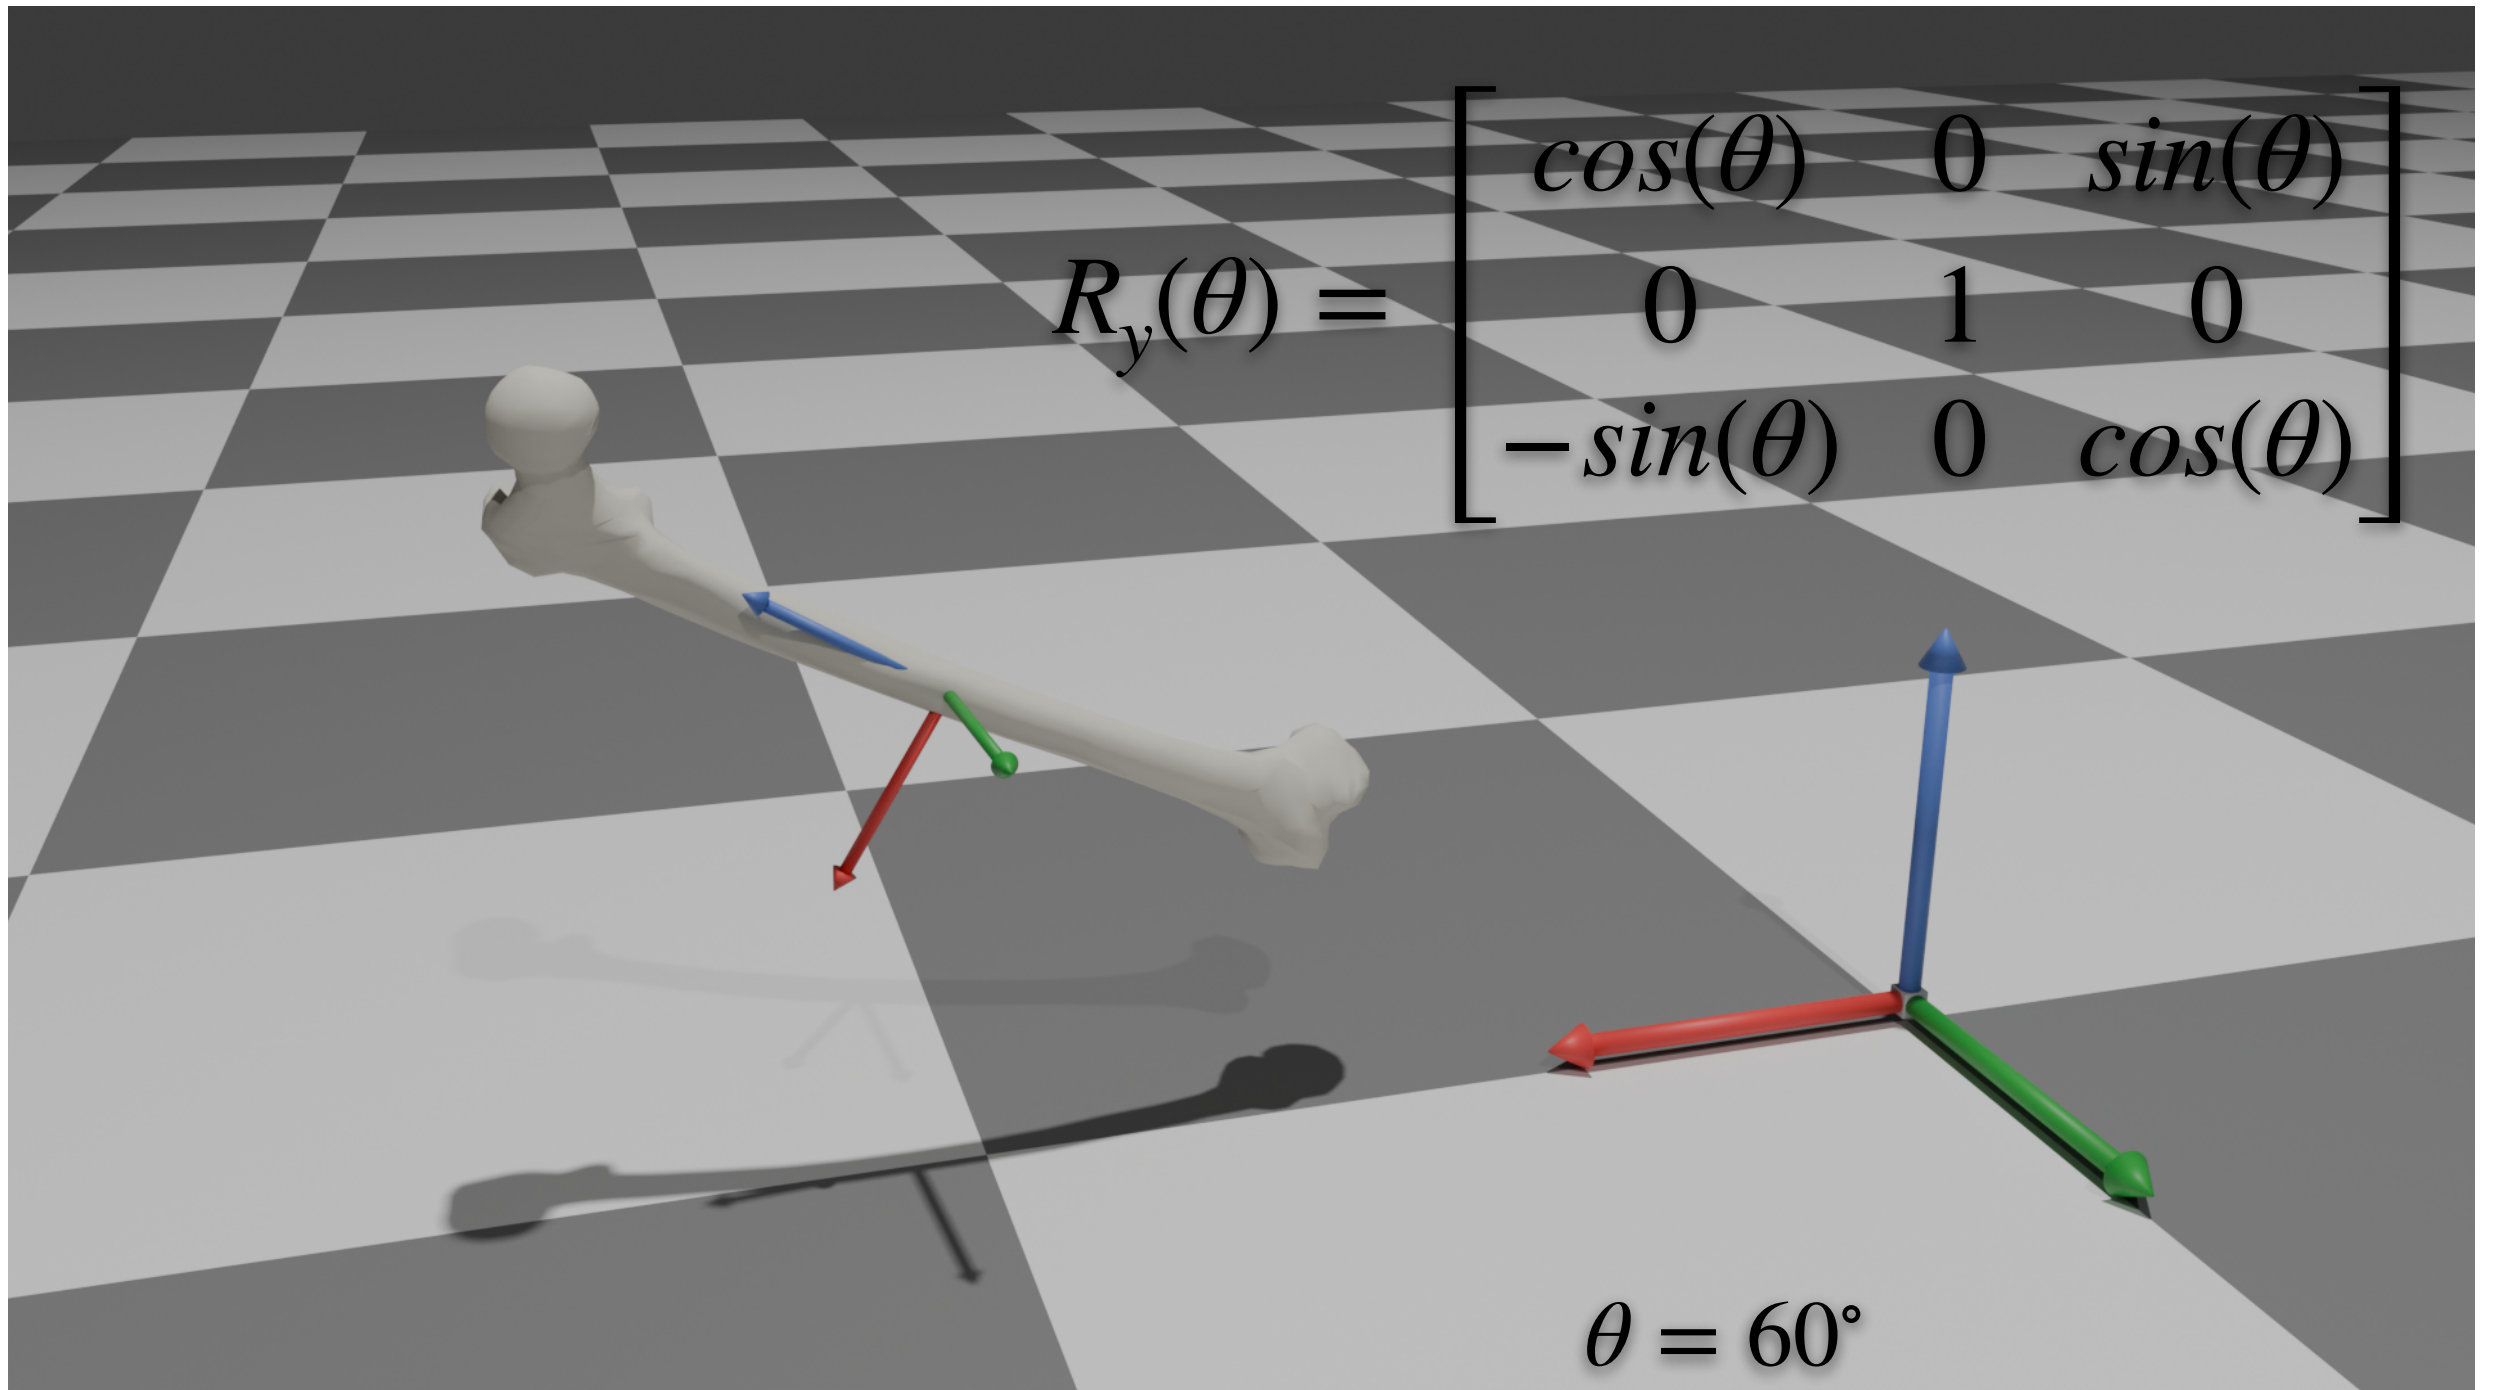 cos(θ) 0 sin(θ)
R_y(θ) = 0 1 0
−sin(θ) 0 cos(θ)
θ = 60°